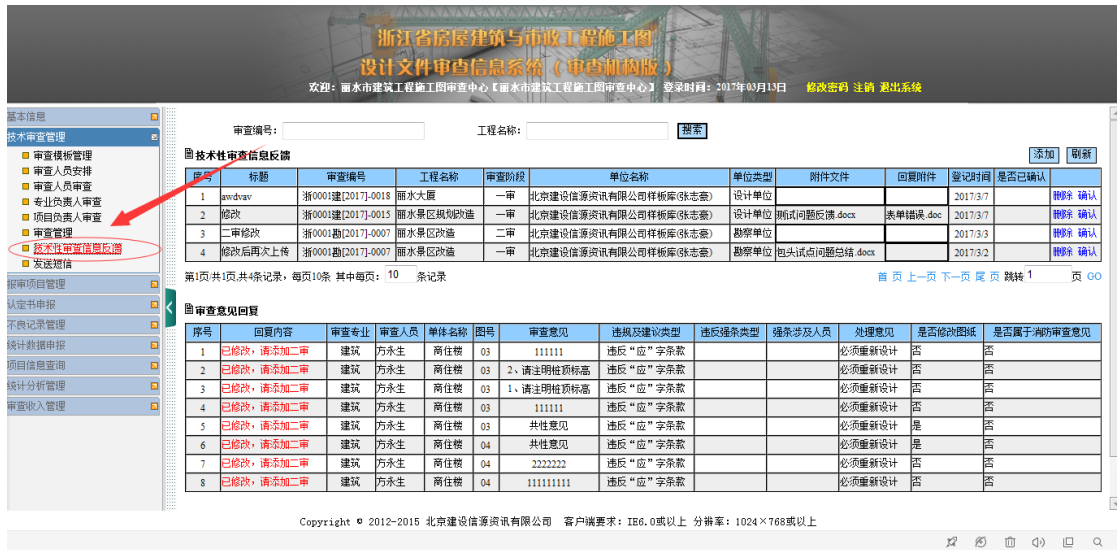 浙江省房屋建筑与市政工程施工图
设计文件审查信息系统（审查机构版）
欢迎：丽水市建筑工程施工图审查中心【丽水市建筑工程施工图审查中心】 登录时间：2017年03月13日 修改密码 注销 退出系统
基本信息
技术审查管理
审查模板管理
审查人员安排
审查人员审查
专业负责人审查
项目负责人审查
审查管理
技术性审查信息反馈
发送短信
报审项目管理
认定书申报
不良记录管理
统计数据申报
项目信息查询
统计分析管理
审查收入管理
审查编号： 工程名称： 搜索
技术性审查信息反馈 添加 刷新
序号 标题 审查编号 工程名称 审查阶段 单位名称 单位类型 附件文件 回复附件 登记时间 是否已确认
1 awdvav 浙0001建[2017]-0018 丽水大厦 一审 北京建设信源资讯有限公司样板库(张志豪) 设计单位 2017/3/7 删除 确认
2 修改 浙0001建[2017]-0015 丽水景区规划改造 一审 北京建设信源资讯有限公司样板库(张志豪) 设计单位 测试问题反馈.docx 表单错误.doc 2017/3/7 删除 确认
3 二审修改 浙0001勘[2017]-0007 丽水景区改造 二审 北京建设信源资讯有限公司样板库(张志豪) 勘察单位 2017/3/3 删除 确认
4 修改后再次上传 浙0001勘[2017]-0007 丽水景区改造 一审 北京建设信源资讯有限公司样板库(张志豪) 勘察单位 包头试点问题总结.docx 2017/3/2 删除 确认
第1页/共1页,共4条记录，每页10条 其中每页： 10 条记录 首 页 上一页 下一页 尾 页 跳转 1 页 GO
审查意见回复
序号 回复内容 审查专业 审查人员 单体名称 图号 审查意见 违规及建议类型 违反强条类型 强条涉及人员 处理意见 是否修改图纸 是否属于消防审查意见
1 已修改，请添加二审 建筑 方永生 商住楼 03 111111 违反“应”字条款 必须重新设计 否 否
2 已修改，请添加二审 建筑 方永生 商住楼 03 2、请注明桩顶标高 违反“应”字条款 必须重新设计 否 否
3 已修改，请添加二审 建筑 方永生 商住楼 03 1、请注明桩顶标高 违反“应”字条款 必须重新设计 否 否
4 已修改，请添加二审 建筑 方永生 商住楼 03 111111 违反“应”字条款 必须重新设计 否 否
5 已修改，请添加二审 建筑 方永生 商住楼 03 共性意见 违反“应”字条款 必须重新设计 是 否
6 已修改，请添加二审 建筑 方永生 商住楼 04 共性意见 违反“应”字条款 必须重新设计 是 否
7 已修改，请添加二审 建筑 方永生 商住楼 04 2222222 违反“应”字条款 必须重新设计 否 否
8 已修改，请添加二审 建筑 方永生 商住楼 04 111111111 违反“应”字条款 必须重新设计 否 否
Copyright © 2012-2015 北京建设信源资讯有限公司 客户端要求：IE6.0或以上 分辨率：1024×768或以上